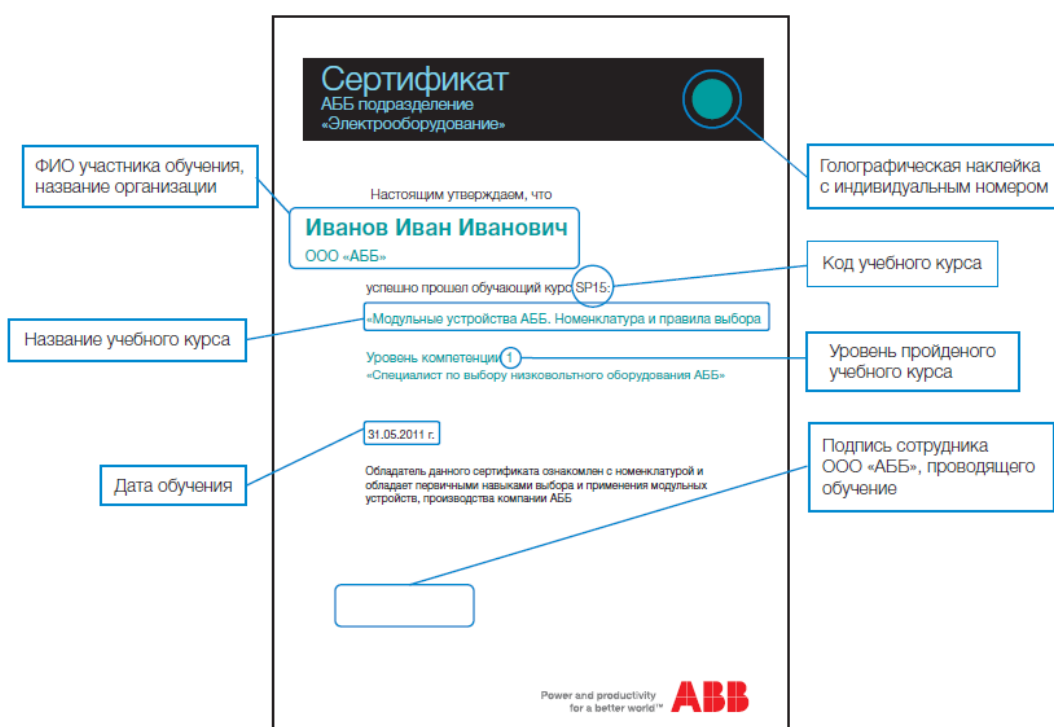 Сертификат
АББ подразделение
«Электрооборудование»
ФИО участника обучения,
название организации
Голографическая наклейка
с индивидуальным номером
Настоящим утверждаем, что
Иванов Иван Иванович
ООО «АББ»
Код учебного курса
успешно прошел обучающий курс SP15:
«Модульные устройства АББ. Номенклатура и правила выбора
Название учебного курса
Уровень компетенции 1
«Специалист по выбору низковольтного оборудования АББ»
Уровень пройденого
учебного курса
31.05.2011 г.
Дата обучения
Подпись сотрудника
ООО «АББ», проводящего
обучение
Обладатель данного сертификата ознакомлен с номенклатурой и
обладает первичными навыками выбора и применения модульных
устройств, производства компании АББ
Power and productivity
for a better world™
ABB